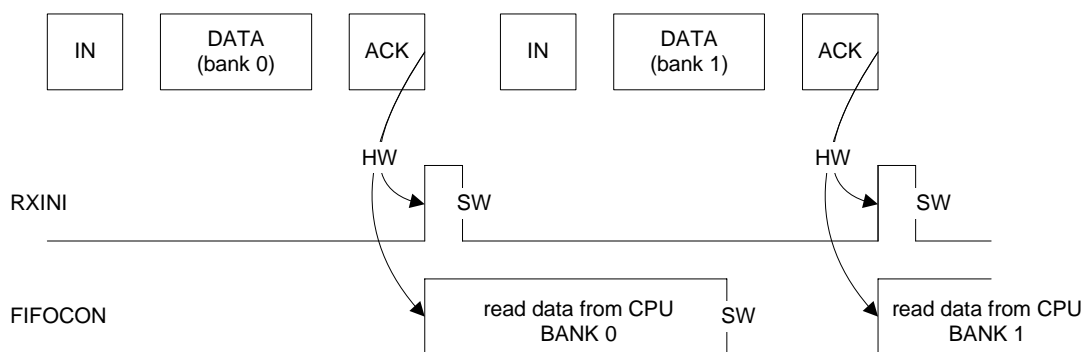 IN
DATA
(bank 0)
ACK
IN
DATA
(bank 1)
ACK
HW
HW
RXINI
SW
SW
FIFOCON
read data from CPU
BANK 0
SW
read data from CPU
BANK 1